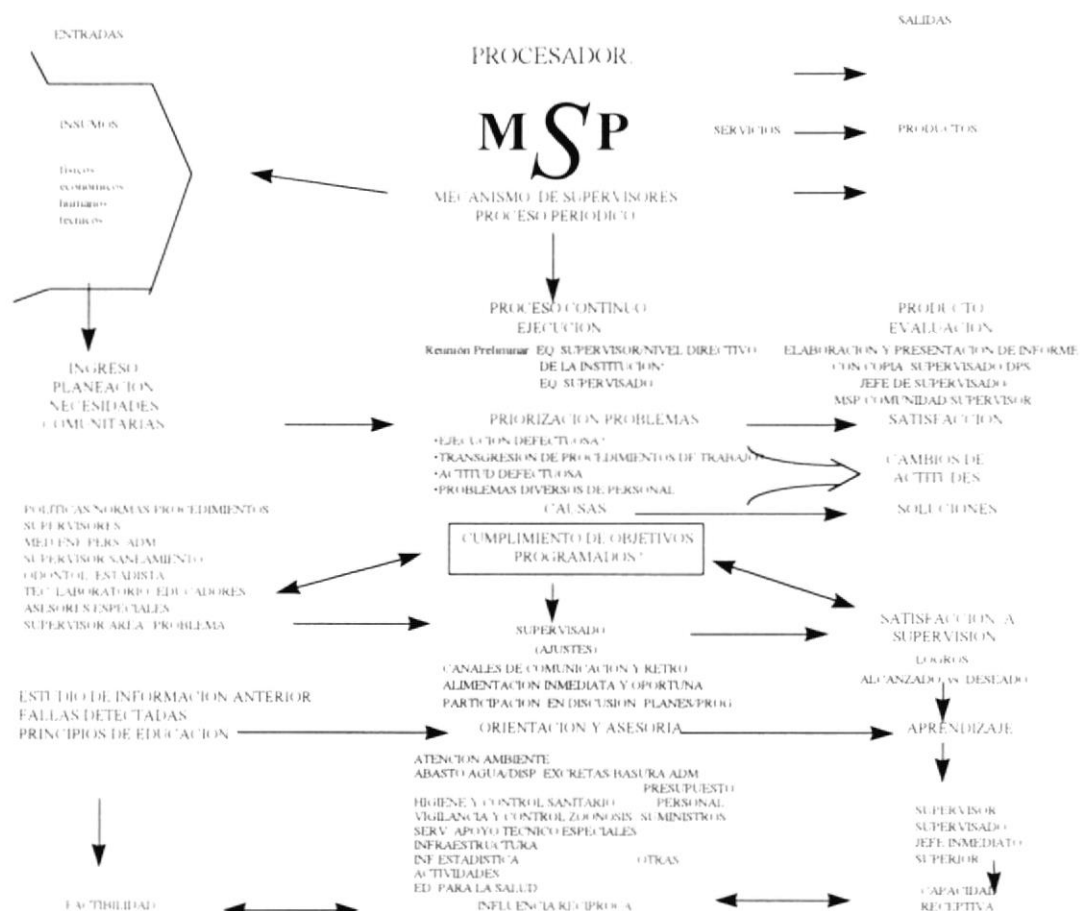 ENTRADAS
SALIDAS
PROCESADOR.
INSUMOS
físicos
económicos
humanos
técnicos
MSP
SERVICIOS
PRODUCTOS
MECANISMO DE SUPERVISORES
PROCESO PERIODICO
PROCESO CONTINUO
EJECUCION
Reunión Preliminar EQ SUPERVISOR/NIVEL DIRECTIVO
DE LA INSTITUCION*
EQ SUPERVISADO
PRODUCTO
EVALUACION
ELABORACION Y PRESENTACION DE INFORME
CON COPIA SUPERVISADO DPS
JEFE DE SUPERVISADO
MSP COMUNIDAD/SUPERVISOR
SATISFACCION
INGRESO
PLANEACION
NECESIDADES
COMUNITARIAS
PRIORIZACION PROBLEMAS
•EJECUCION DEFECTUOSA*
•TRANSGRESION DE PROCEDIMIENTOS DE TRABAJO*
•ACTITUD DEFECTUOSA
•PROBLEMAS DIVERSOS DE PERSONAL
CAUSAS
CAMBIOS DE
ACTITUDES
SOLUCIONES
CUMPLIMIENTO DE OBJETIVOS
PROGRAMADOS*
POLITICAS/NORMAS PROCEDIMIENTOS
SUPERVISORES
MED ENF PERS ADM
SUPERVISOR SANEAMIENTO
ODONTOL ESTADISTA
TEC LABORATORIO EDUCADORES
ASESORES ESPECIALES
SUPERVISOR AREA PROBLEMA
SUPERVISADO
(AJUSTES)
CANALES DE COMUNICACION Y RETRO
ALIMENTACION INMEDIATA Y OPORTUNA
PARTICIPACION EN DISCUSION PLANES/PROG
SATISFACCION A
SUPERVISION
LOGROS
ALCANZADO vs DESEADO
ESTUDIO DE INFORMACION ANTERIOR
FALLAS DETECTADAS
PRINCIPIOS DE EDUCACION
ORIENTACION Y ASESORIA
APRENDIZAJE
ATENCION AMBIENTE
ABASTO AGUA/DISP EXCRETAS BASURA ADM
PRESUPUESTO
HIGIENE Y CONTROL SANITARIO PERSONAL
VIGILANCIA Y CONTROL ZOONOSIS SUMINISTROS
SERV APOYO TECNICO ESPECIALES
INFRAESTRUCTURA
INF ESTADISTICA OTRAS
ACTIVIDADES
ED PARA LA SALUD
SUPERVISOR
SUPERVISADO
JEFE INMEDIATO
SUPERIOR
FACTIBILIDAD
INFLUENCIA RECIPROCA
CAPACIDAD
RECEPTIVA